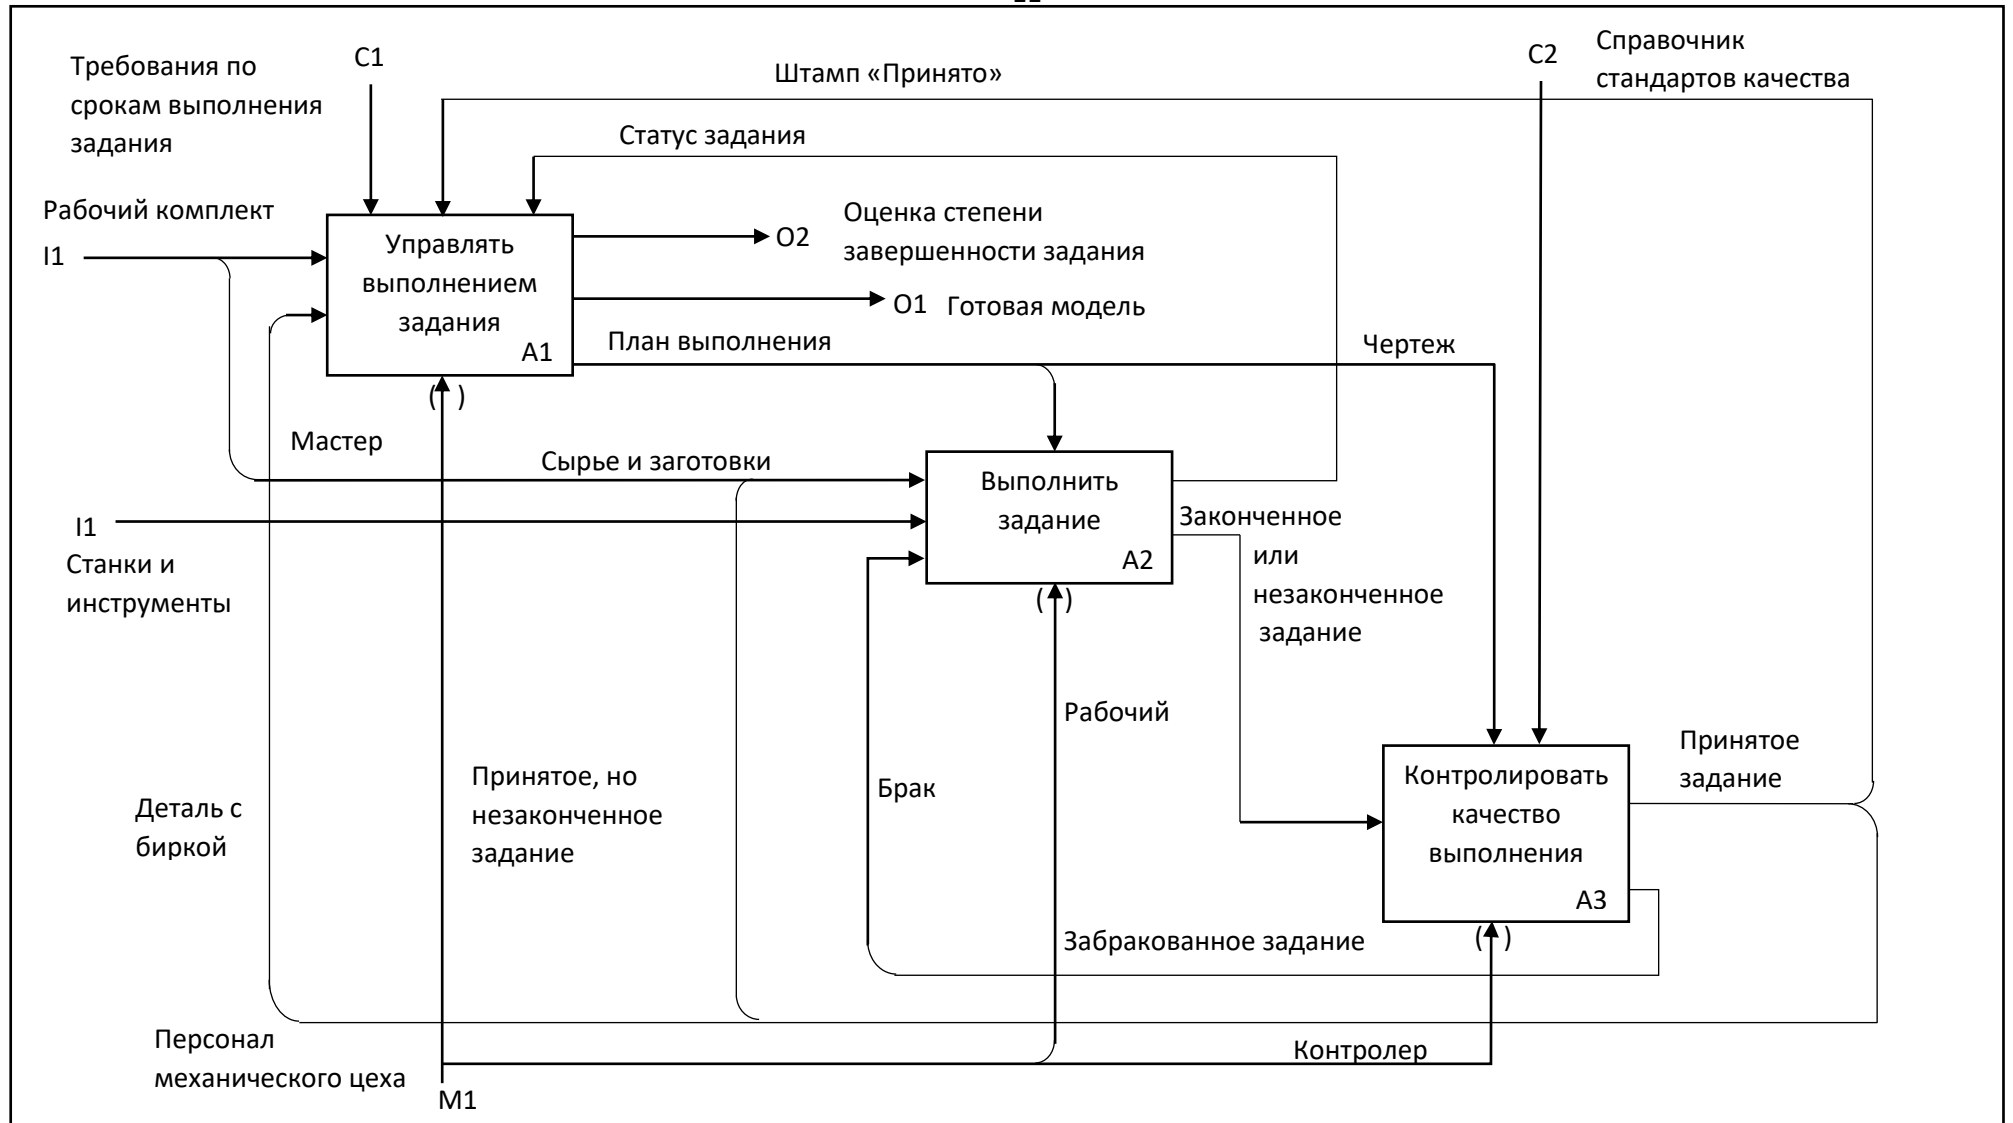 C1
C2
Справочник
стандартов качества
Требования по
срокам выполнения
задания
Штамп «Принято»
Статус задания
Рабочий комплект
I1
Управлять
выполнением
задания
A1
O2
Оценка степени
завершенности задания
O1
Готовая модель
План выполнения
Чертеж
( )
Мастер
Сырье и заготовки
Выполнить
задание
A2
I1
Станки и
инструменты
Законченное
или
незаконченное
задание
( )
Рабочий
Принятое
задание
Контролировать
качество
выполнения
A3
Принятое, но
незаконченное
задание
Брак
Деталь с
биркой
Забракованное задание
( )
Персонал
механического цеха
Контролер
M1